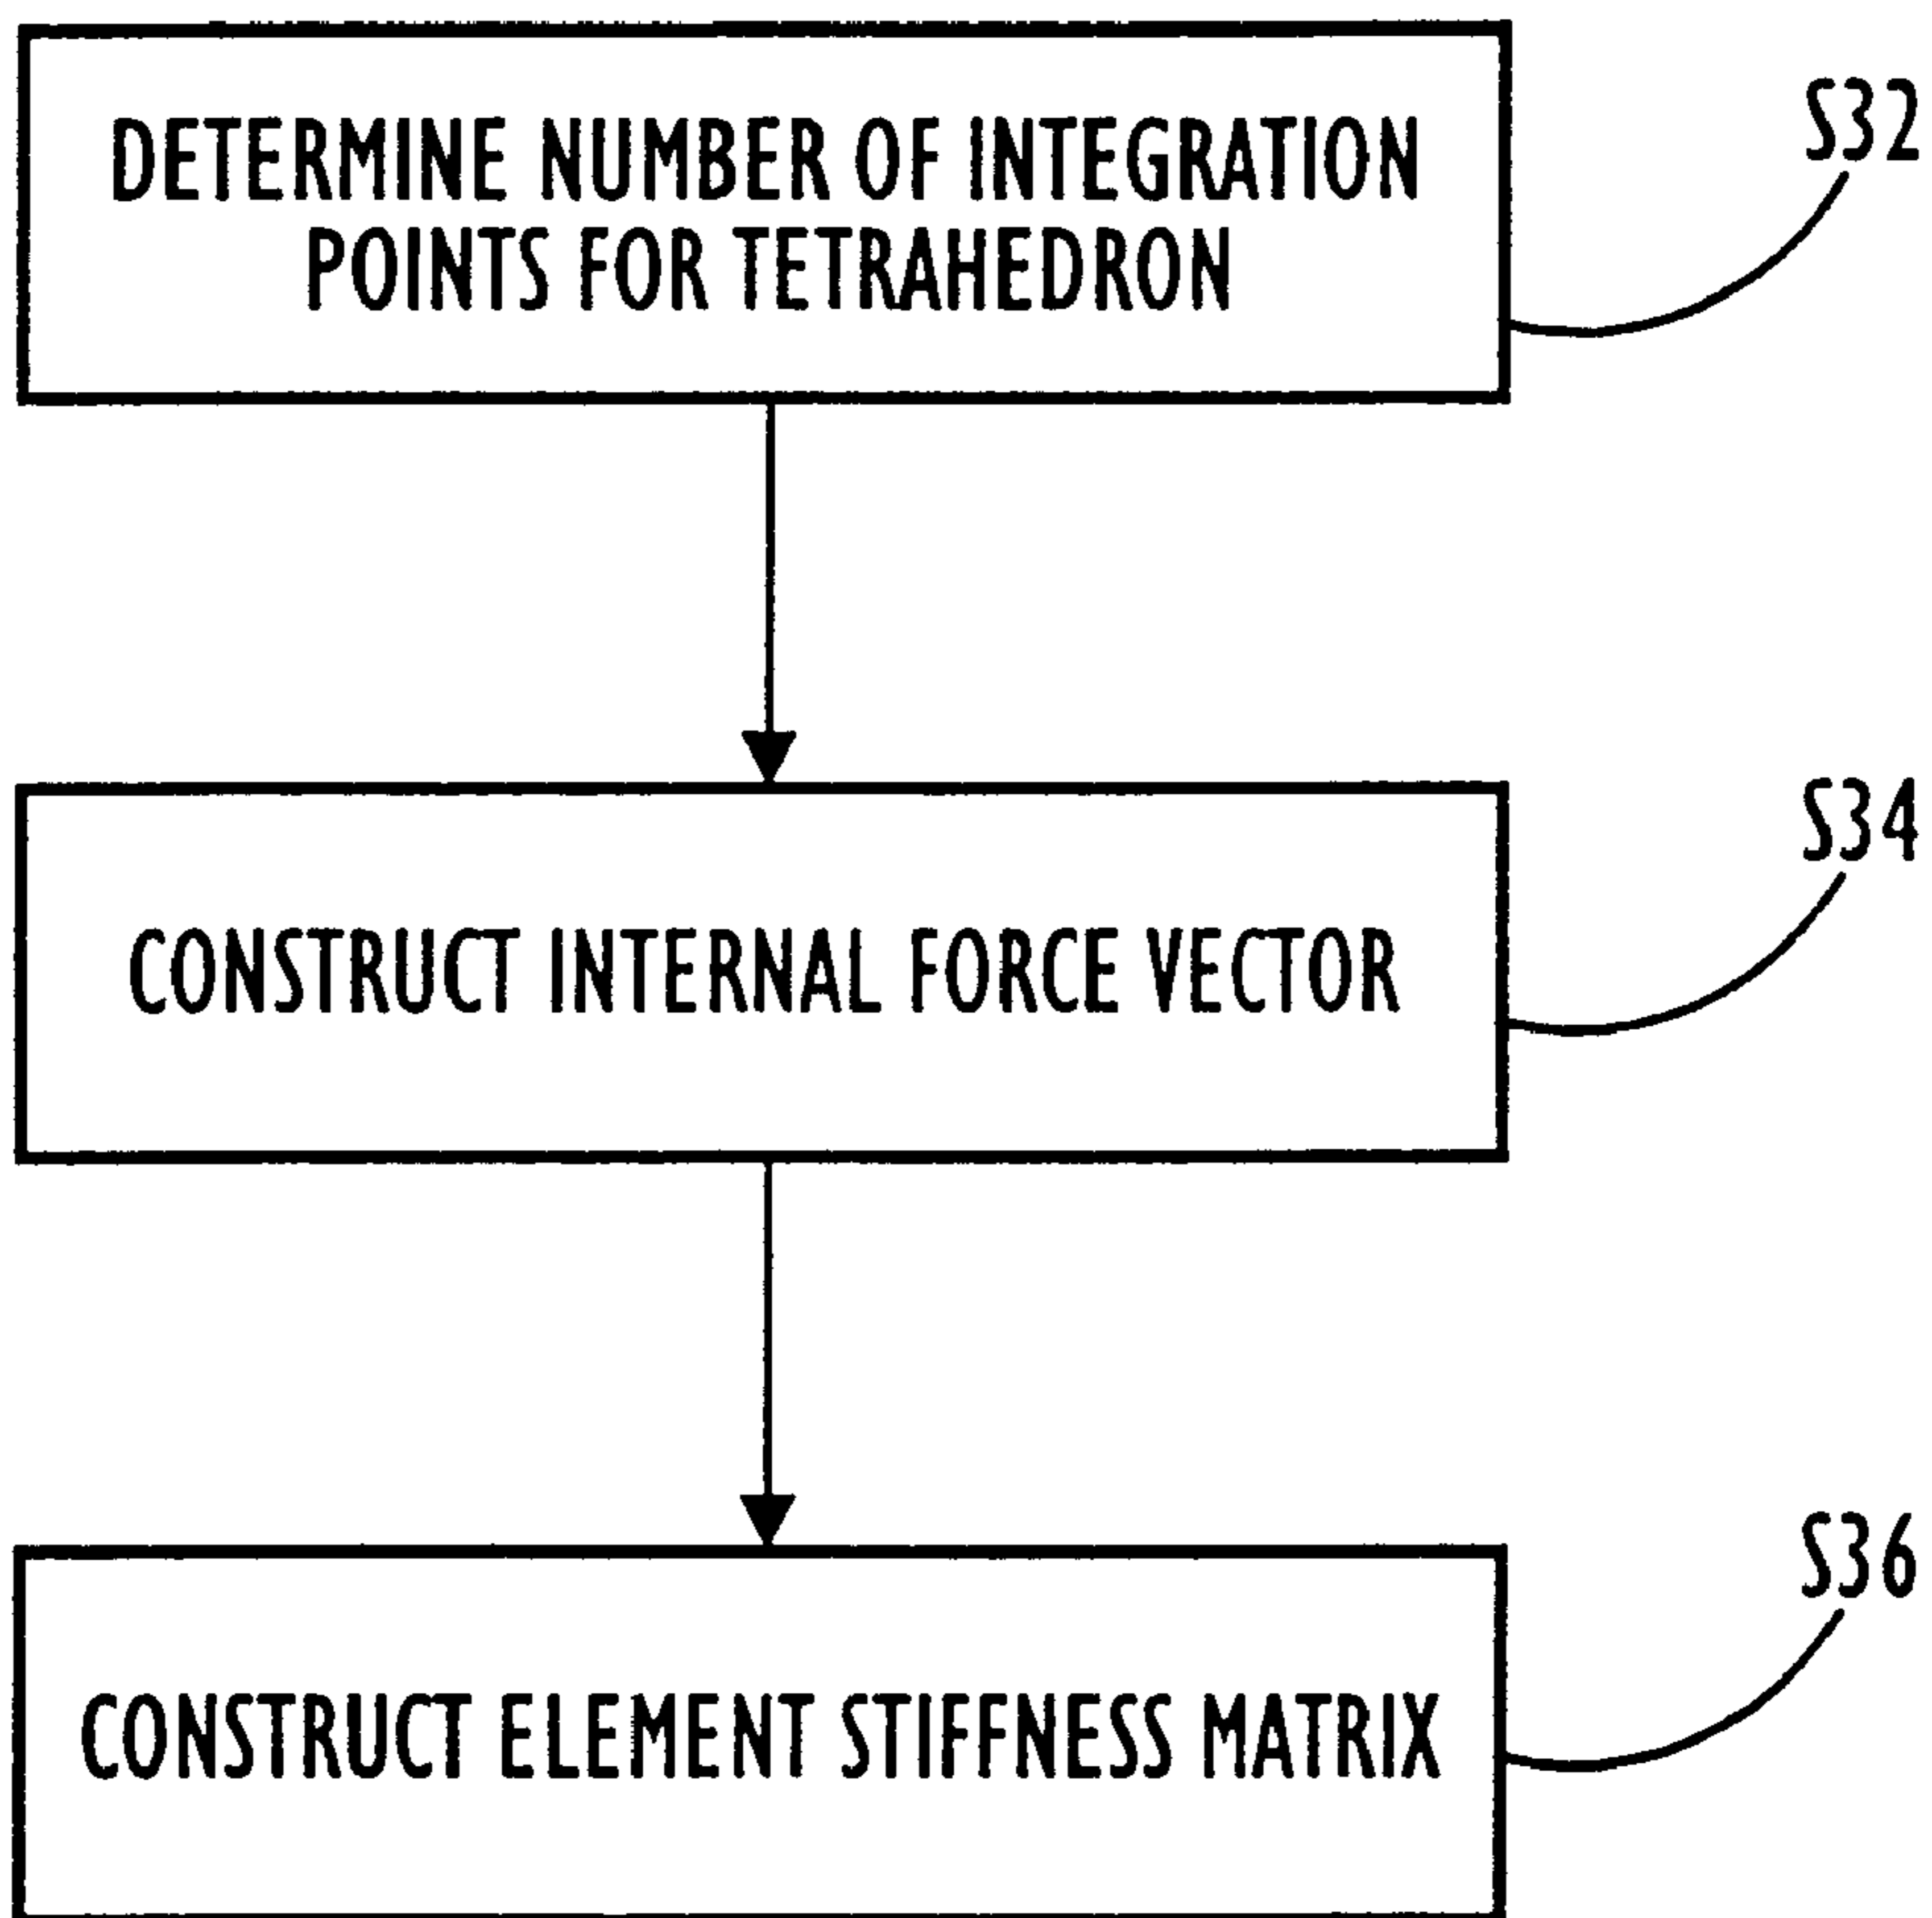 DETERMINE NUMBER OF INTEGRATION
POINTS FOR TETRAHEDRON
S32
CONSTRUCT INTERNAL FORCE VECTOR
S34
CONSTRUCT ELEMENT STIFFNESS MATRIX
S36